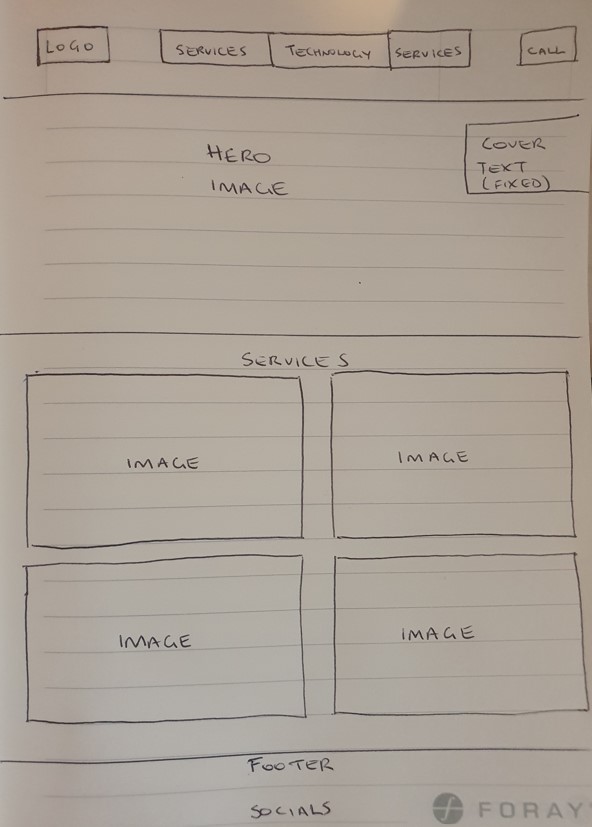 LOGO
SERVICES TECHNOLOGY SERVICES
CALL
HERO
IMAGE
COVER
TEXT
(FIXED)
SERVICES
IMAGE
IMAGE
IMAGE
IMAGE
FOOTER
SOCIALS
FORAY